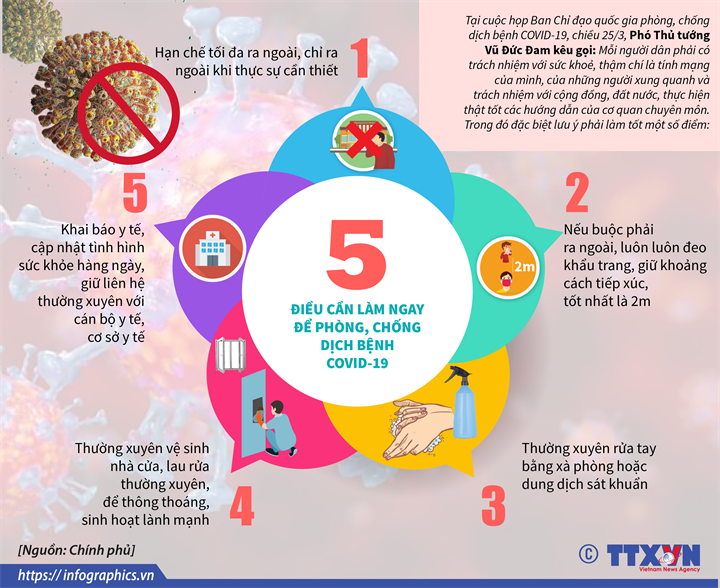 Tại cuộc họp Ban Chỉ đạo quốc gia phòng, chống
dịch bệnh COVID-19, chiều 25/3, Phó Thủ tướng
Vũ Đức Đam kêu gọi: Mỗi người dân phải có
trách nhiệm với sức khoẻ, thậm chí là tính mạng
của mình, của những người xung quanh và
trách nhiệm với cộng đồng, đất nước, thực hiện
thật tốt các hướng dẫn của cơ quan chuyên môn.
Trong đó đặc biệt lưu ý phải làm tốt một số điểm:
5
ĐIỀU CẦN LÀM NGAY
ĐỂ PHÒNG, CHỐNG
DỊCH BỆNH
COVID-19
1
Hạn chế tối đa ra ngoài, chỉ ra
ngoài khi thực sự cần thiết
2
Nếu buộc phải
ra ngoài, luôn luôn đeo
khẩu trang, giữ khoảng
cách tiếp xúc,
tốt nhất là 2m
2m
3
Thường xuyên rửa tay
bằng xà phòng hoặc
dung dịch sát khuẩn
4
Thường xuyên vệ sinh
nhà cửa, lau rửa
thường xuyên,
để thông thoáng,
sinh hoạt lành mạnh
5
Khai báo y tế,
cập nhật tình hình
sức khỏe hàng ngày,
giữ liên hệ
thường xuyên với
cán bộ y tế,
cơ sở y tế
[Nguồn: Chính phủ]
https://infographics.vn
© TTXVN
Vietnam News Agency